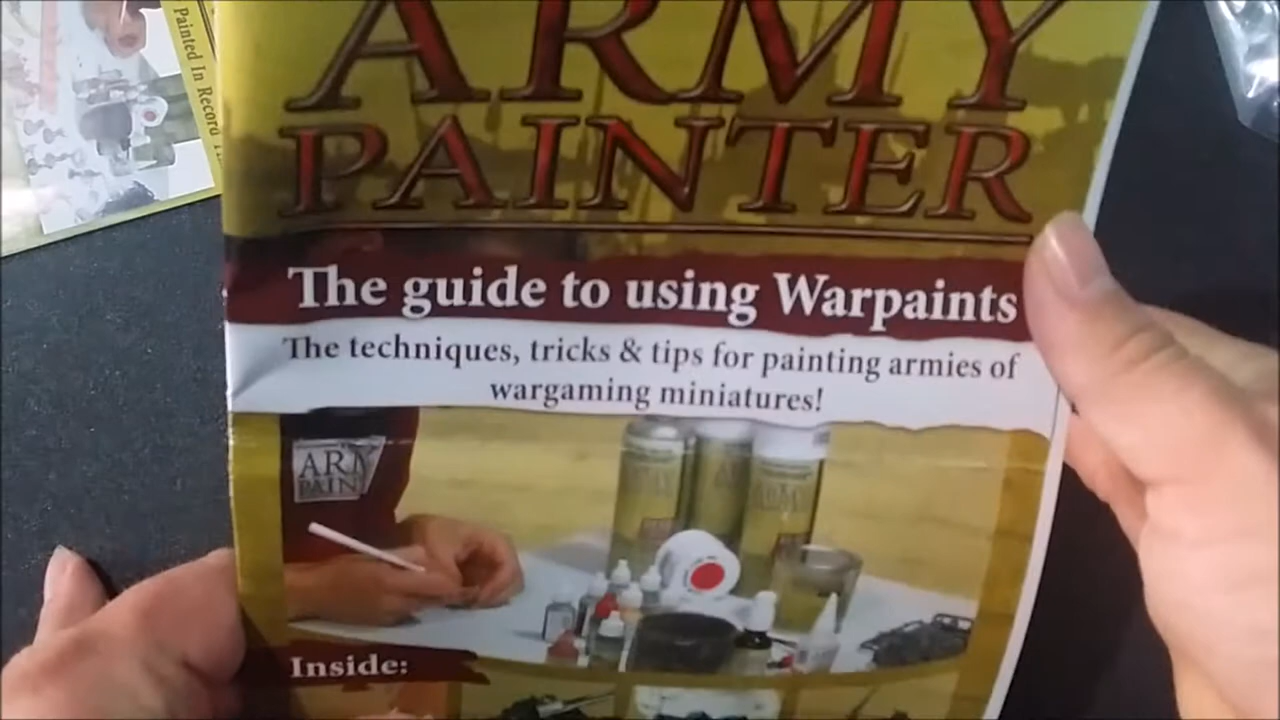 Painted In Record
ARMY
PAINTER
The guide to using Warpaints
The techniques, tricks & tips for painting armies of
wargaming miniatures!
ARMY
PAIN
Inside: